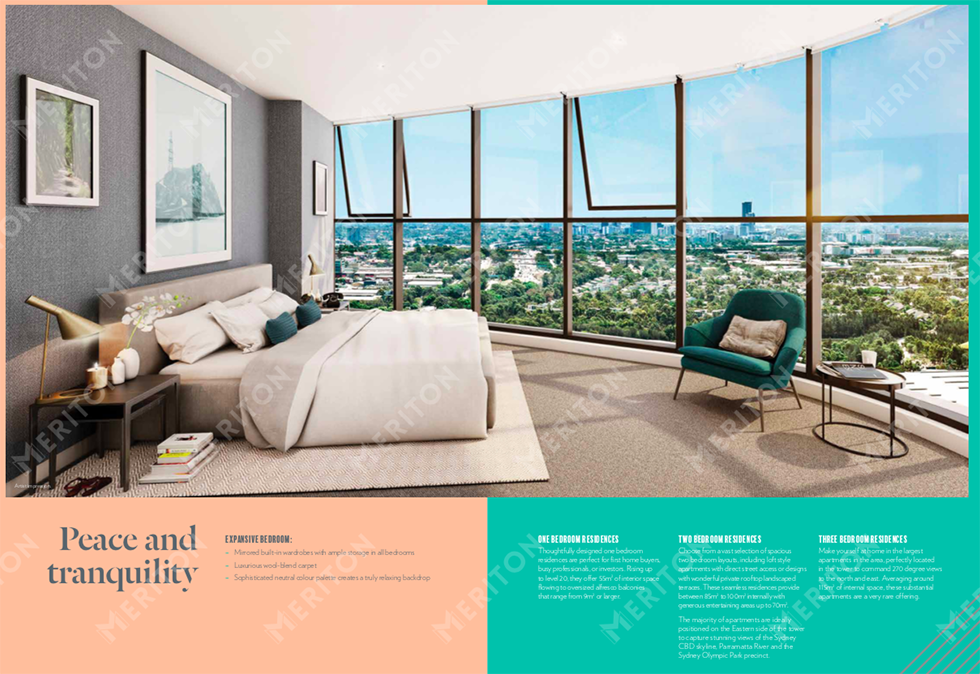 Artist impression
Peace and
tranquility
EXPANSIVE BEDROOM:
– Mirrored built-in wardrobes with ample storage in all bedrooms
– Luxurious wool-blend carpet
– Sophisticated neutral colour palette creates a truly relaxing backdrop
ONE BEDROOM RESIDENCES
Thoughtfully designed one bedroom
residences are perfect for first home buyers,
busy professionals, or investors. Rising up
to level 20, they offer 55m² of interior space
flowing to oversized alfresco balconies
that range from 9m² or larger.
TWO BEDROOM RESIDENCES
Choose from a vast selection of spacious
two bedroom layouts, including loft style
apartments with direct street access or designs
with wonderful private rooftop landscaped
terraces. These seamless residences provide
between 85m² to 100m² internally with
generous entertaining areas up to 70m².
The majority of apartments are ideally
positioned on the Eastern side of the tower
to capture stunning views of the Sydney
CBD skyline, Parramatta River and the
Sydney Olympic Park precinct.
THREE BEDROOM RESIDENCES
Make yourself at home in the largest
apartments in the area, perfectly located
in the tower to command 270 degree views
to the north and east. Averaging around
115m² of internal space, these substantial
apartments are a very rare offering.
MERITON